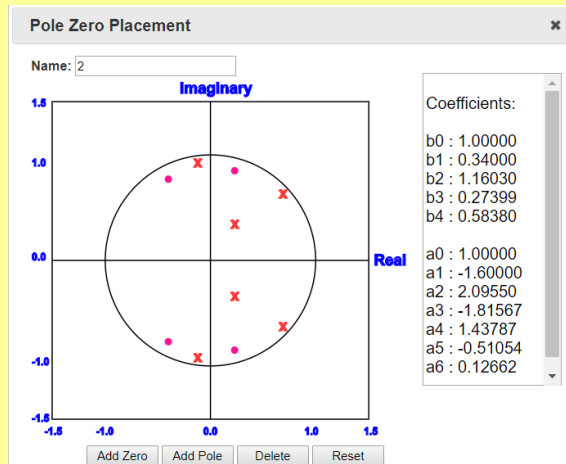 Pole Zero Placement ×
Name: 2
Imaginary
1.5
1.0
0.0
-1.0
-1.5
Real
-1.5 -1.0 0.0 1.0 1.5
Add Zero Add Pole Delete Reset
Coefficients:
b0 : 1.00000
b1 : 0.34000
b2 : 1.16030
b3 : 0.27399
b4 : 0.58380
a0 : 1.00000
a1 : -1.60000
a2 : 2.09550
a3 : -1.81567
a4 : 1.43787
a5 : -0.51054
a6 : 0.12662